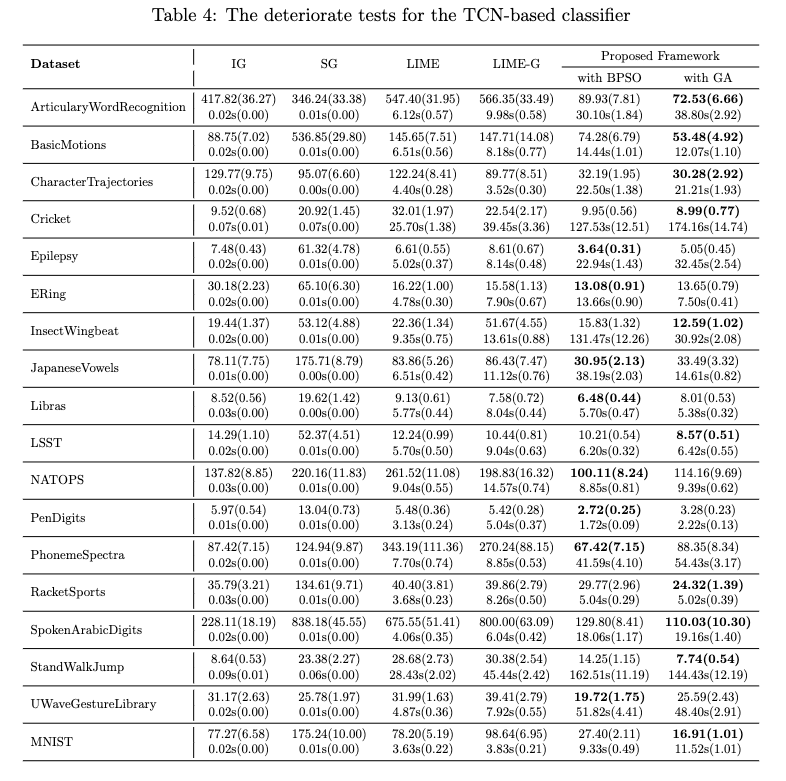 Table 4: The deteriorate tests for the TCN-based classifier
Dataset IG SG LIME LIME-G Proposed Framework
with BPSO with GA
ArticularyWordRecognition 417.82(36.27) 346.24(33.38) 547.40(31.95) 566.35(33.49) 89.93(7.81) 72.53(6.66)
0.02s(0.00) 0.01s(0.00) 6.12s(0.57) 9.98s(0.58) 30.10s(1.84) 38.80s(2.92)
BasicMotions 88.75(7.02) 536.85(29.80) 145.65(7.51) 147.71(14.08) 74.28(6.79) 53.48(4.92)
0.02s(0.00) 0.01s(0.00) 6.51s(0.56) 8.18s(0.77) 14.44s(1.01) 12.07s(1.10)
CharacterTrajectories 129.77(9.75) 95.07(6.60) 122.24(8.41) 89.77(8.51) 32.19(1.95) 30.28(2.92)
0.02s(0.00) 0.00s(0.00) 4.40s(0.28) 3.52s(0.30) 22.50s(1.38) 21.21s(1.93)
Cricket 9.52(0.68) 20.92(1.45) 32.01(1.97) 22.54(2.17) 9.95(0.56) 8.99(0.77)
0.07s(0.01) 0.07s(0.00) 25.70s(1.38) 39.45s(3.36) 127.53s(12.51) 174.16s(14.74)
Epilepsy 7.48(0.43) 61.32(4.78) 6.61(0.55) 8.61(0.67) 3.64(0.31) 5.05(0.45)
0.02s(0.00) 0.01s(0.00) 5.02s(0.37) 8.14s(0.48) 22.94s(1.43) 32.45s(2.54)
ERing 30.18(2.23) 65.10(6.30) 16.22(1.00) 15.58(1.13) 13.08(0.91) 13.65(0.79)
0.02s(0.00) 0.01s(0.00) 4.78s(0.30) 7.90s(0.67) 13.66s(0.90) 7.50s(0.41)
InsectWingbeat 19.44(1.37) 53.12(4.88) 22.36(1.34) 51.67(4.55) 15.83(1.32) 12.59(1.02)
0.02s(0.00) 0.01s(0.00) 9.35s(0.75) 13.61s(0.88) 131.47s(12.26) 30.92s(2.08)
JapaneseVowels 78.11(7.75) 175.71(8.79) 83.86(5.26) 86.43(7.47) 30.95(2.13) 33.49(3.32)
0.01s(0.00) 0.00s(0.00) 6.51s(0.42) 11.12s(0.76) 38.19s(2.03) 14.61s(0.82)
Libras 8.52(0.56) 19.62(1.42) 9.13(0.61) 7.58(0.72) 6.48(0.44) 8.01(0.53)
0.03s(0.00) 0.00s(0.00) 5.77s(0.44) 8.04s(0.44) 5.70s(0.47) 5.38s(0.32)
LSST 14.29(1.10) 52.37(4.51) 12.24(0.99) 10.44(0.81) 10.21(0.54) 8.57(0.51)
0.02s(0.00) 0.01s(0.00) 5.70s(0.50) 9.04s(0.63) 6.20s(0.32) 6.42s(0.55)
NATOPS 137.82(8.85) 220.16(11.83) 261.52(11.08) 198.83(16.32) 100.11(8.24) 114.16(9.69)
0.03s(0.00) 0.01s(0.00) 9.04s(0.55) 14.57s(0.74) 8.85s(0.81) 9.39s(0.62)
PenDigits 5.97(0.54) 13.04(0.73) 5.48(0.36) 5.42(0.28) 2.72(0.25) 3.28(0.23)
0.01s(0.00) 0.01s(0.00) 3.13s(0.24) 5.04s(0.37) 1.72s(0.09) 2.22s(0.13)
PhonemeSpectra 87.42(7.15) 124.94(9.87) 343.19(111.36) 270.24(88.15) 67.42(7.15) 88.35(8.34)
0.02s(0.00) 0.01s(0.00) 7.70s(0.74) 8.85s(0.53) 41.59s(4.10) 54.43s(3.17)
RacketSports 35.79(3.21) 134.61(9.71) 40.40(3.81) 39.86(2.79) 29.77(2.96) 24.32(1.39)
0.03s(0.00) 0.01s(0.00) 3.68s(0.23) 8.26s(0.50) 5.04s(0.29) 5.02s(0.39)
SpokenArabicDigits 228.11(18.19) 838.18(45.55) 675.55(51.41) 800.00(63.09) 129.80(8.41) 110.03(10.30)
0.02s(0.00) 0.01s(0.00) 4.06s(0.35) 6.04s(0.42) 18.06s(1.17) 19.16s(1.40)
StandWalkJump 8.64(0.53) 23.38(2.27) 28.68(2.73) 30.38(2.54) 14.25(1.15) 7.74(0.54)
0.09s(0.01) 0.06s(0.00) 28.43s(2.02) 45.44s(2.42) 162.51s(11.19) 144.43s(12.19)
UWaveGestureLibrary 31.17(2.63) 25.78(1.97) 31.99(1.63) 39.41(2.79) 19.72(1.75) 25.59(2.43)
0.02s(0.00) 0.01s(0.00) 4.87s(0.36) 7.92s(0.55) 51.82s(4.41) 48.40s(2.91)
MNIST 77.27(6.58) 175.24(10.00) 78.20(5.19) 98.64(6.95) 27.40(2.11) 16.91(1.01)
0.02s(0.00) 0.01s(0.00) 3.63s(0.22) 3.83s(0.21) 9.33s(0.49) 11.52s(1.01)